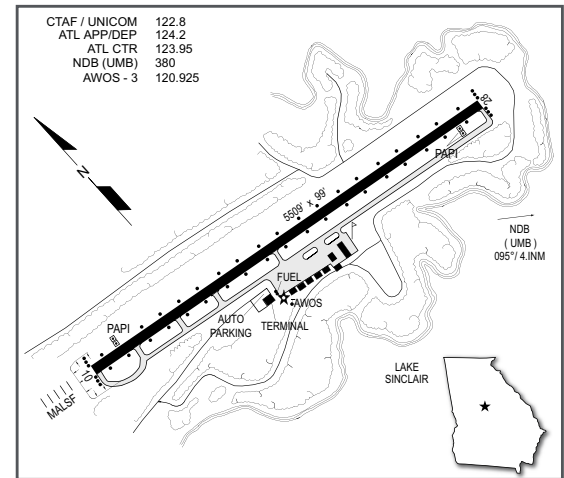 CTAF / UNICOM 122.8
ATL APP/DEP 124.2
ATL CTR 123.95
NDB (UMB) 380
AWOS - 3 120.925
N
28
PAPI
5509' x 99'
NDB
( UMB )
095°/ 4.INM
FUEL
AWOS
AUTO
PARKING
TERMINAL
PAPI
10
MALSF
LAKE
SINCLAIR